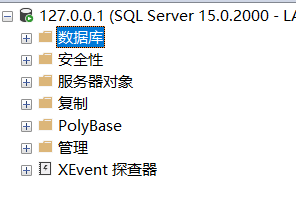 127.0.0.1 (SQL Server 15.0.2000 - LA
数据库
安全性
服务器对象
复制
PolyBase
管理
XEvent 探查器